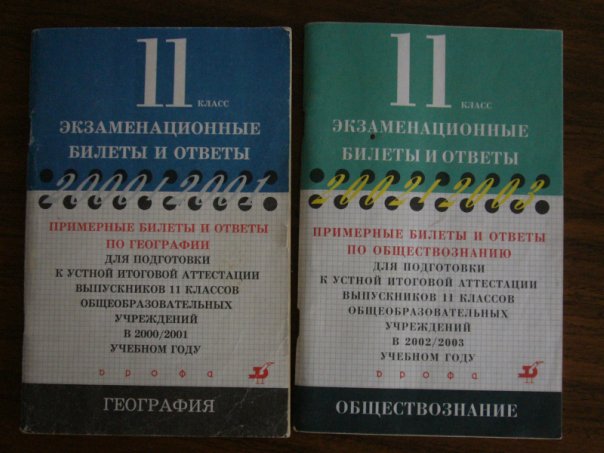 11
КЛАСС
ЭКЗАМЕНАЦИОННЫЕ
БИЛЕТЫ И ОТВЕТЫ
2000/2001
ПРИМЕРНЫЕ БИЛЕТЫ И ОТВЕТЫ
ПО ГЕОГРАФИИ
ДЛЯ ПОДГОТОВКИ
К УСТНОЙ ИТОГОВОЙ АТТЕСТАЦИИ
ВЫПУСКНИКОВ 11 КЛАССОВ
ОБЩЕОБРАЗОВАТЕЛЬНЫХ
УЧРЕЖДЕНИЙ
В 2000/2001
УЧЕБНОМ ГОДУ
дрофа
ГЕОГРАФИЯ
11
КЛАСС
ЭКЗАМЕНАЦИОННЫЕ
БИЛЕТЫ И ОТВЕТЫ
2002/2003
ПРИМЕРНЫЕ БИЛЕТЫ И ОТВЕТЫ
ПО ОБЩЕСТВОЗНАНИЮ
ДЛЯ ПОДГОТОВКИ
К УСТНОЙ ИТОГОВОЙ АТТЕСТАЦИИ
ВЫПУСКНИКОВ 11 КЛАССОВ
ОБЩЕОБРАЗОВАТЕЛЬНЫХ
УЧРЕЖДЕНИЙ
В 2002/2003
УЧЕБНОМ ГОДУ
дрофа
ОБЩЕСТВОЗНАНИЕ